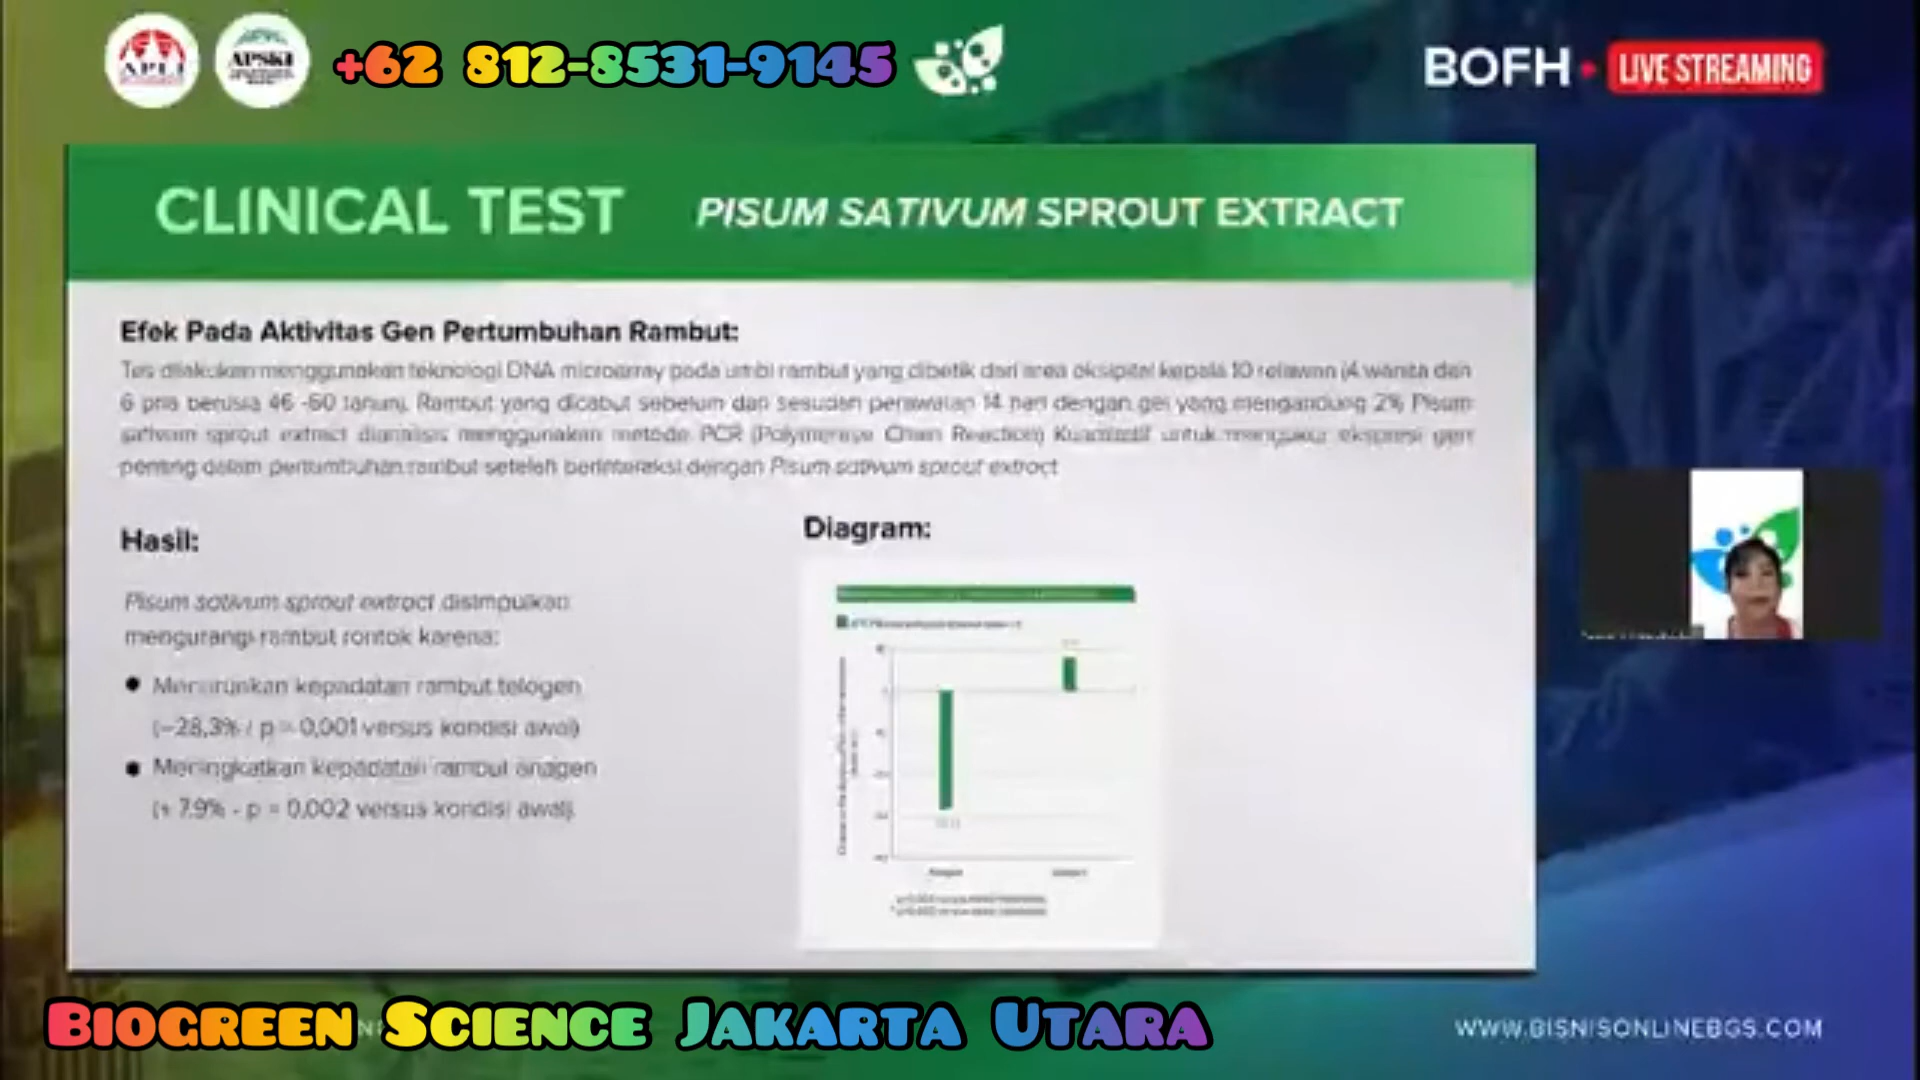 APLI
APSKI
+62 812-8531-9145
BOFH • LIVE STREAMING
CLINICAL TEST
PISUM SATIVUM SPROUT EXTRACT
Efek Pada Aktivitas Gen Pertumbuhan Rambut:
Tes dilakukan menggunakan teknologi DNA microarray pada umbi rambut yang dibetik dari area oksipital kepala 10 relawan (4 wanita dan
6 pria berusia 46 -60 tahun). Rambut yang dicabut sebelum dan sesudah perawatan 14 hari dengan gel yang mengandung 2% Pisum
sativum sprout extract dianalisis menggunakan metode PCR (Polymerase Chain Reaction) Kuantitatif untuk mengukur ekspresi gen
penting dalam pertumbuhan rambut setelah berinteraksi dengan Pisum sativum sprout extract
Hasil:
Pisum sativum sprout extract disimpulkan
mengurangi rambut rontok karena:
● Menurunkan kepadatan rambut telogen
(-28,3% / p = 0,001 versus kondisi awal)
● Meningkatkan kepadatan rambut anagen
(+ 7.9% - p = 0,002 versus kondisi awal).
Diagram:
BIOGREEN SCIENCE JAKARTA UTARA
WWW.BISNISONLINEBGS.COM